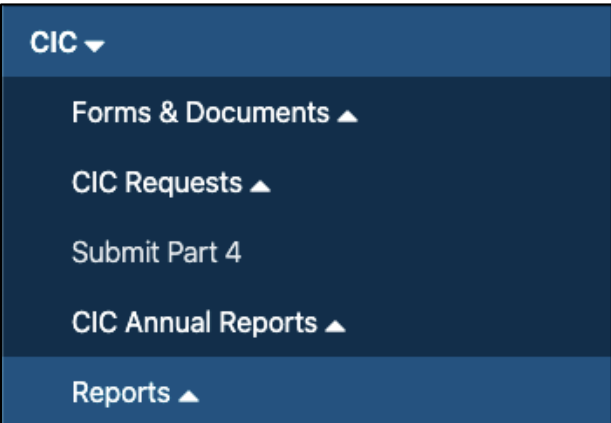 CIC
Forms & Documents
CIC Requests
Submit Part 4
CIC Annual Reports
Reports